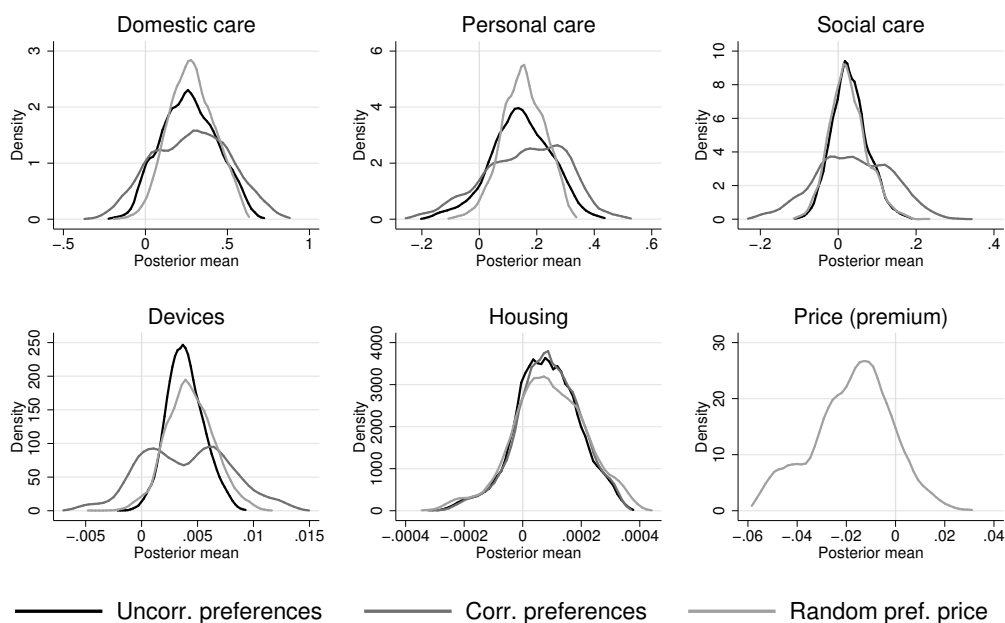 Domestic care
Personal care
Social care
Density
0
1
2
3
-.5
0
.5
1
Posterior mean
Density
0
2
4
6
-.2
0
.2
.4
.6
Posterior mean
Density
0
2
4
6
8
10
-.2
0
.2
.4
Posterior mean
Devices
Housing
Price (premium)
Density
0
50
100
150
200
250
-.005
0
.005
.01
.015
Posterior mean
Density
0
1000
2000
3000
4000
-.0004
-.0002
0
.0002
.0004
Posterior mean
Density
0
10
20
30
-.06
-.04
-.02
0
.02
.04
Posterior mean
Uncorr. preferences
Corr. preferences
Random pref. price